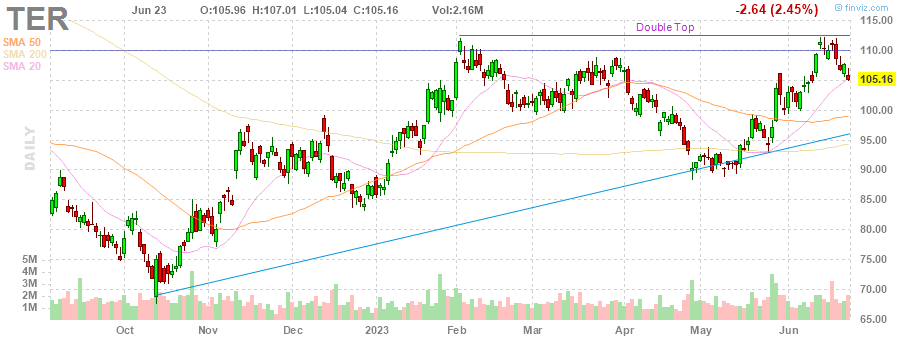 TER Jun 23 O:105.96 H:107.01 L:105.04 C:105.16 Vol:2.16M -2.64 (2.45%) © finviz.com
SMA 50
SMA 200
SMA 20
Double Top
DAILY
115.00
110.00
105.16
100.00
95.00
90.00
85.00
80.00
75.00
70.00
65.00
5M
4M
3M
2M
1M
Oct Nov Dec 2023 Feb Mar Apr May Jun